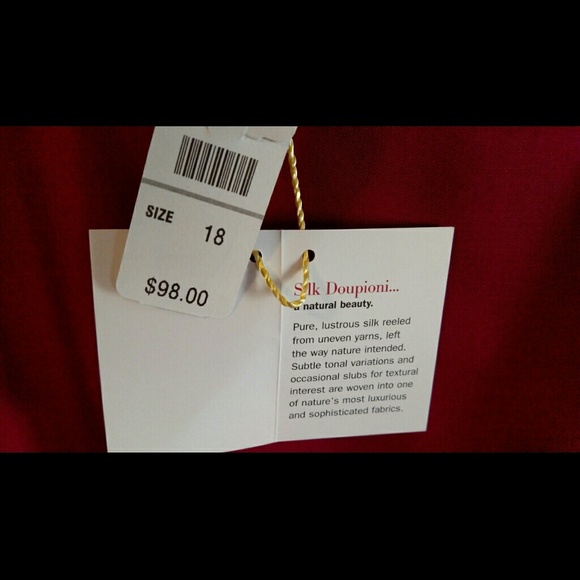 SIZE 18
$98.00
Silk Doupioni...
a natural beauty.
Pure, lustrous silk reeled
from uneven yarns, left
the way nature intended.
Subtle tonal variations and
occasional slubs for textural
interest are woven into one
of nature's most luxurious
and sophisticated fabrics.